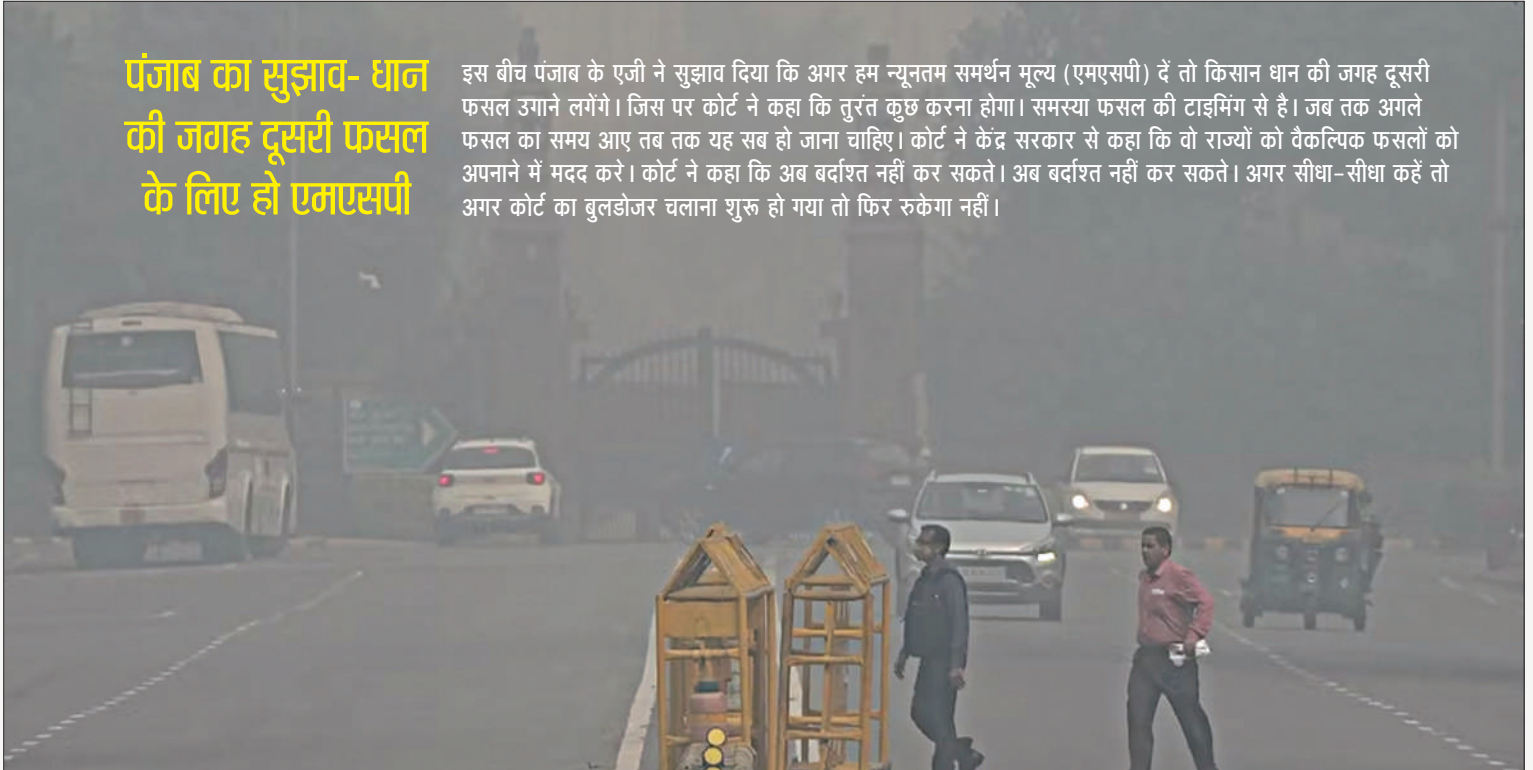 पंजाब का सुझाव- धान
की जगह दूसरी फसल
के लिए हो एमएसपी
इस बीच पंजाब के एजी ने सुझाव दिया कि अगर हम न्यूनतम समर्थन मूल्य (एमएसपी) दें तो किसान धान की जगह दूसरी
फसल उगाने लगेंगे। जिस पर कोर्ट ने कहा कि तुरंत कुछ करना होगा। समस्या फसल की टाइमिंग से है। जब तक अगले
फसल का समय आए तब तक यह सब हो जाना चाहिए। कोर्ट ने केंद्र सरकार से कहा कि वो राज्यों को वैकल्पिक फसलों को
अपनाने में मदद करे। कोर्ट ने कहा कि अब बर्दाश्त नहीं कर सकते। अब बर्दाश्त नहीं कर सकते। अगर सीधा-सीधा कहें तो
अगर कोर्ट का बुलडोजर चलाना शुरू हो गया तो फिर रुकेगा नहीं।